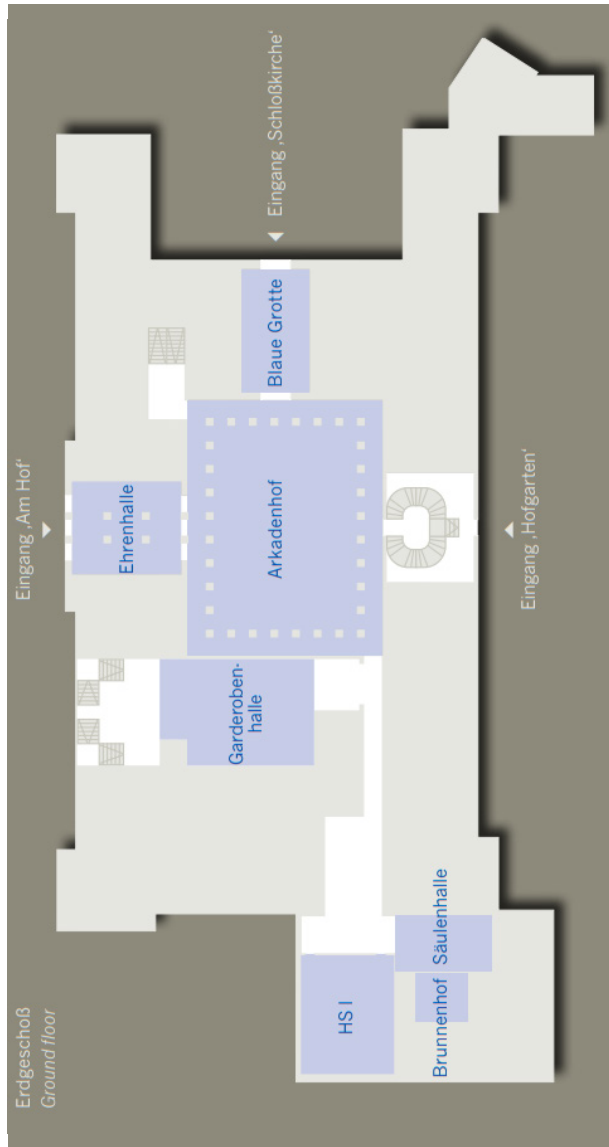 Erdgeschoß
Ground floor
Eingang ‚Am Hof‘
Eingang ‚Schloßkirche‘
Ehrenhalle
Blaue Grotte
Arkadenhof
Garderoben-
halle
HS I
Brunnenhof
Säulenhalle
Eingang ‚Hofgarten‘